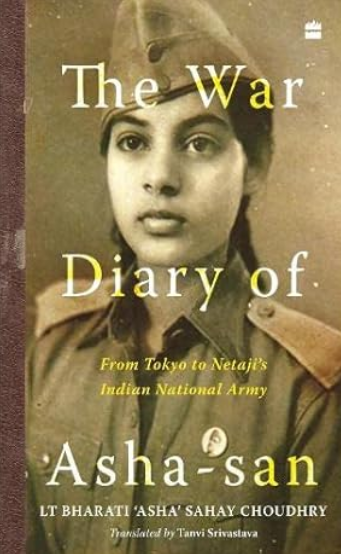 The War
Diary of
From Tokyo to Netaji's
Indian National Army
Asha-san
LT BHARATI 'ASHA' SAHAY CHOUDHRY
Translated by Tanvi Srivastava